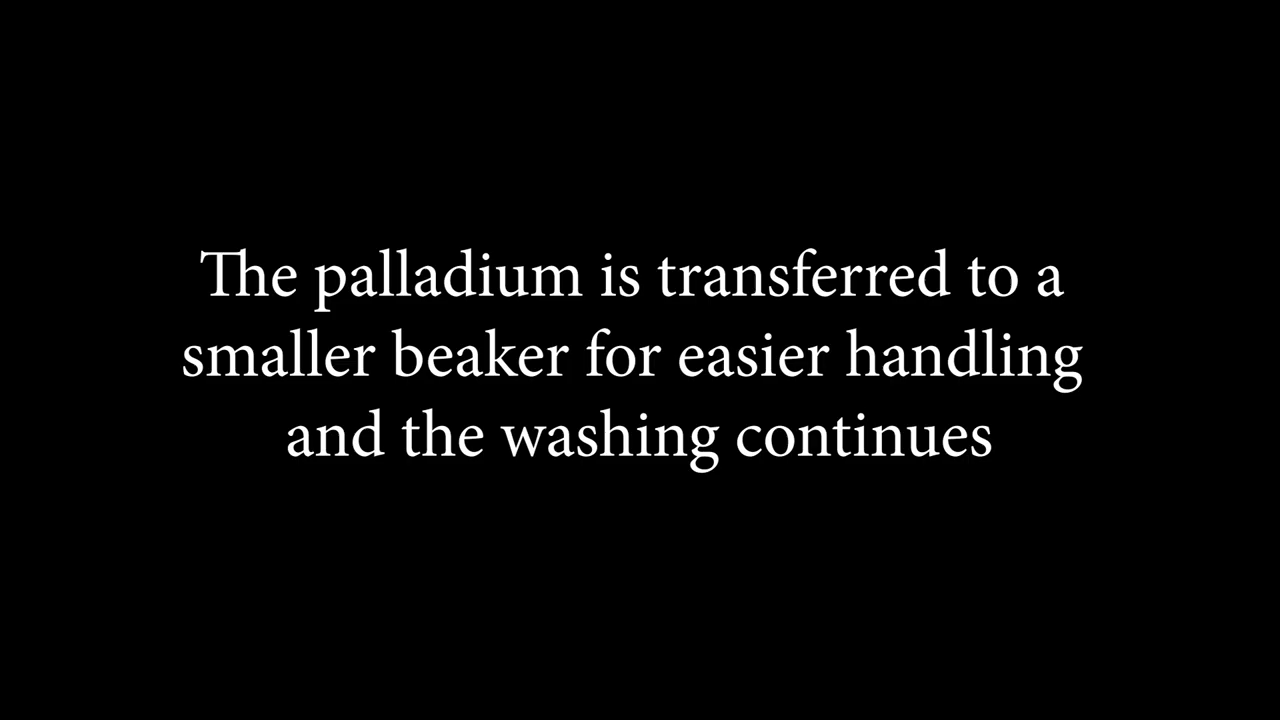 The palladium is transferred to a
smaller beaker for easier handling
and the washing continues